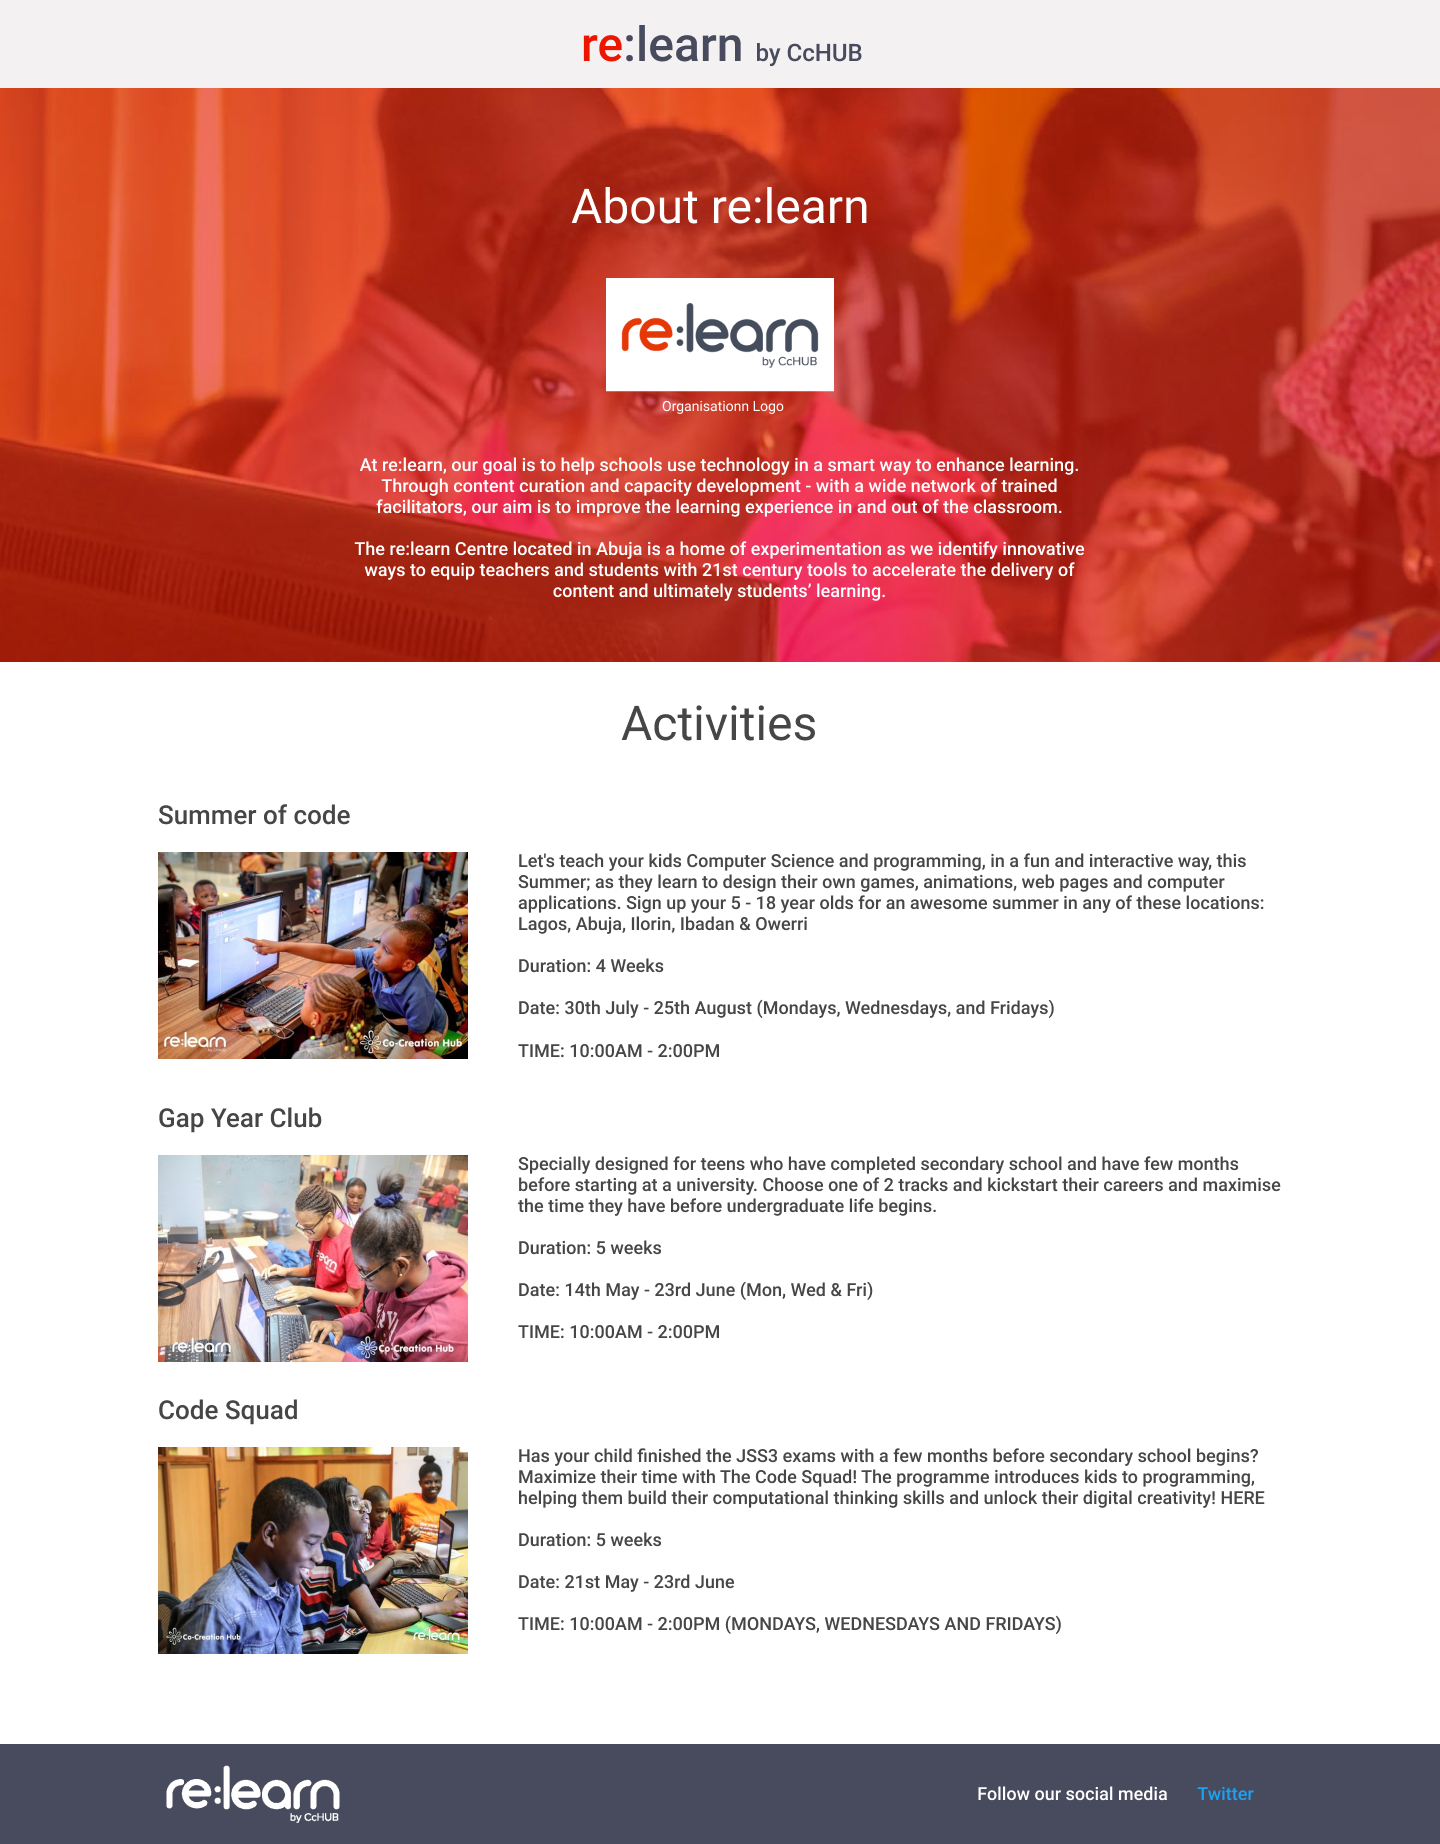 re:learn by CcHUB
About re:learn
re:learn
by CcHUB
Organisationn Logo
At re:learn, our goal is to help schools use technology in a smart way to enhance learning.
Through content curation and capacity development - with a wide network of trained
facilitators, our aim is to improve the learning experience in and out of the classroom.
The re:learn Centre located in Abuja is a home of experimentation as we identify innovative
ways to equip teachers and students with 21st century tools to accelerate the delivery of
content and ultimately students’ learning.
Activities
Summer of code
re:learn
Co-Creation Hub
Let's teach your kids Computer Science and programming, in a fun and interactive way, this
Summer; as they learn to design their own games, animations, web pages and computer
applications. Sign up your 5 - 18 year olds for an awesome summer in any of these locations:
Lagos, Abuja, Ilorin, Ibadan & Owerri
Duration: 4 Weeks
Date: 30th July - 25th August (Mondays, Wednesdays, and Fridays)
TIME: 10:00AM - 2:00PM
Gap Year Club
re:learn
Co-Creation Hub
Specially designed for teens who have completed secondary school and have few months
before starting at a university. Choose one of 2 tracks and kickstart their careers and maximise
the time they have before undergraduate life begins.
Duration: 5 weeks
Date: 14th May - 23rd June (Mon, Wed & Fri)
TIME: 10:00AM - 2:00PM
Code Squad
Co-Creation Hub
re:learn
Has your child finished the JSS3 exams with a few months before secondary school begins?
Maximize their time with The Code Squad! The programme introduces kids to programming,
helping them build their computational thinking skills and unlock their digital creativity! HERE
Duration: 5 weeks
Date: 21st May - 23rd June
TIME: 10:00AM - 2:00PM (MONDAYS, WEDNESDAYS AND FRIDAYS)
re:learn
by CcHUB
Follow our social media Twitter